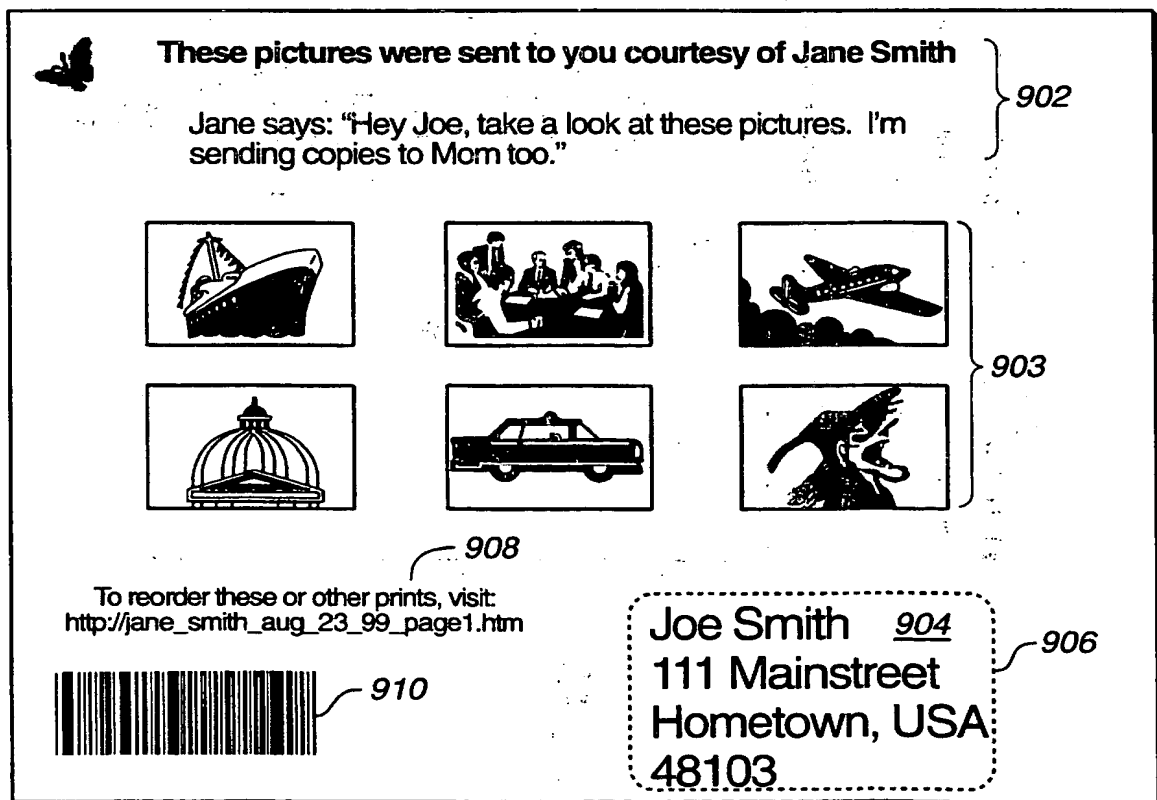 These pictures were sent to you courtesy of Jane Smith
902
Jane says: “Hey Joe, take a look at these pictures. I’m
sending copies to Mom too.”
903
908
To reorder these or other prints, visit:
http://jane_smith_aug_23_99_page1.htm
910
Joe Smith 904
906
111 Mainstreet
Hometown, USA
48103